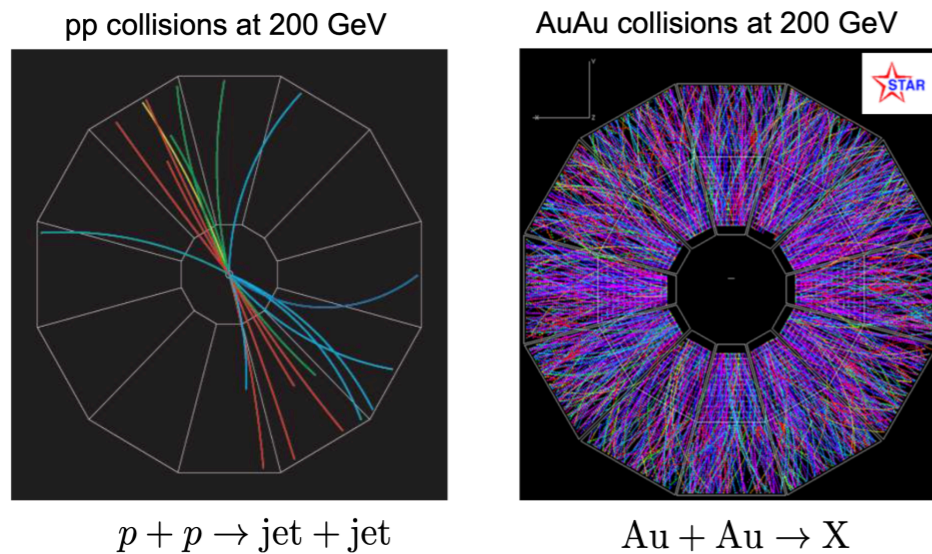 pp collisions at 200 GeV
AuAu collisions at 200 GeV
STAR
Y
X
Z
p + p → jet + jet
Au + Au → X